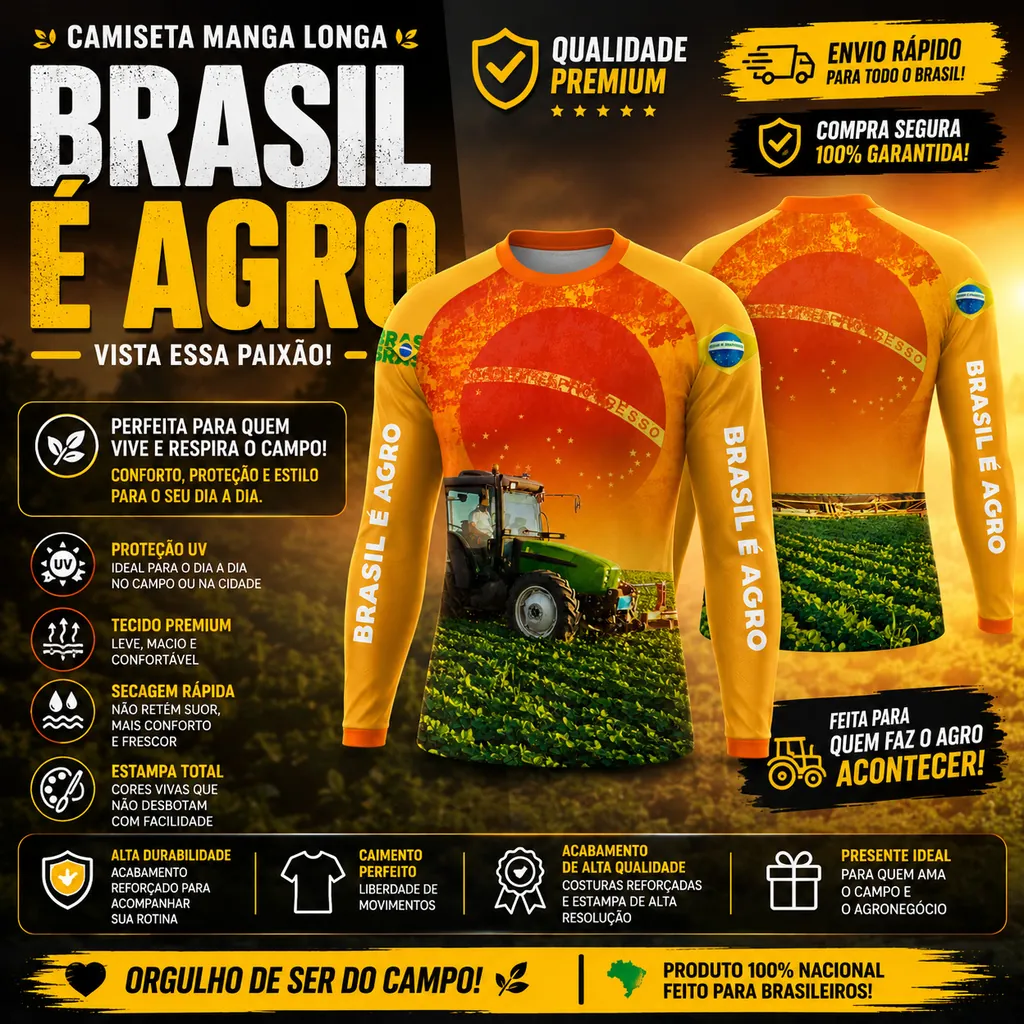 CAMISETA MANGA LONGA
BRASIL
É AGRO
VISTA ESSA PAIXÃO!
QUALIDADE
PREMIUM
ENVIO RÁPIDO
PARA TODO O BRASIL!
COMPRA SEGURA
100% GARANTIDA!
PERFEITA PARA QUEM
VIVE E RESPIRA O CAMPO!
CONFORTO, PROTEÇÃO E ESTILO
PARA O SEU DIA A DIA.
UV
PROTEÇÃO UV
IDEAL PARA O DIA A DIA
NO CAMPO OU NA CIDADE
TECIDO PREMIUM
LEVE, MACIO E
CONFORTÁVEL
SECAGEM RÁPIDA
NÃO RETÉM SUOR,
MAIS CONFORTO
E FRESCOR
ESTAMPA TOTAL
CORES VIVAS QUE
NÃO DESBOTAM
COM FACILIDADE
BRASIL É AGRO
BRASIL É AGRO
BRASIL É AGRO
FEITA PARA
QUEM FAZ O AGRO
ACONTECER!
ALTA DURABILIDADE
ACABAMENTO
REFORÇADO PARA
ACOMPANHAR
SUA ROTINA
CAIMENTO
PERFEITO
LIBERDADE DE
MOVIMENTOS
ACABAMENTO
DE ALTA QUALIDADE
COSTURAS REFORÇADAS
E ESTAMPA DE ALTA
RESOLUÇÃO
PRESENTE IDEAL
PARA QUEM AMA
O CAMPO E
O AGRONEGÓCIO
ORGULHO DE SER DO CAMPO!
PRODUTO 100% NACIONAL
FEITO PARA BRASILEIROS!